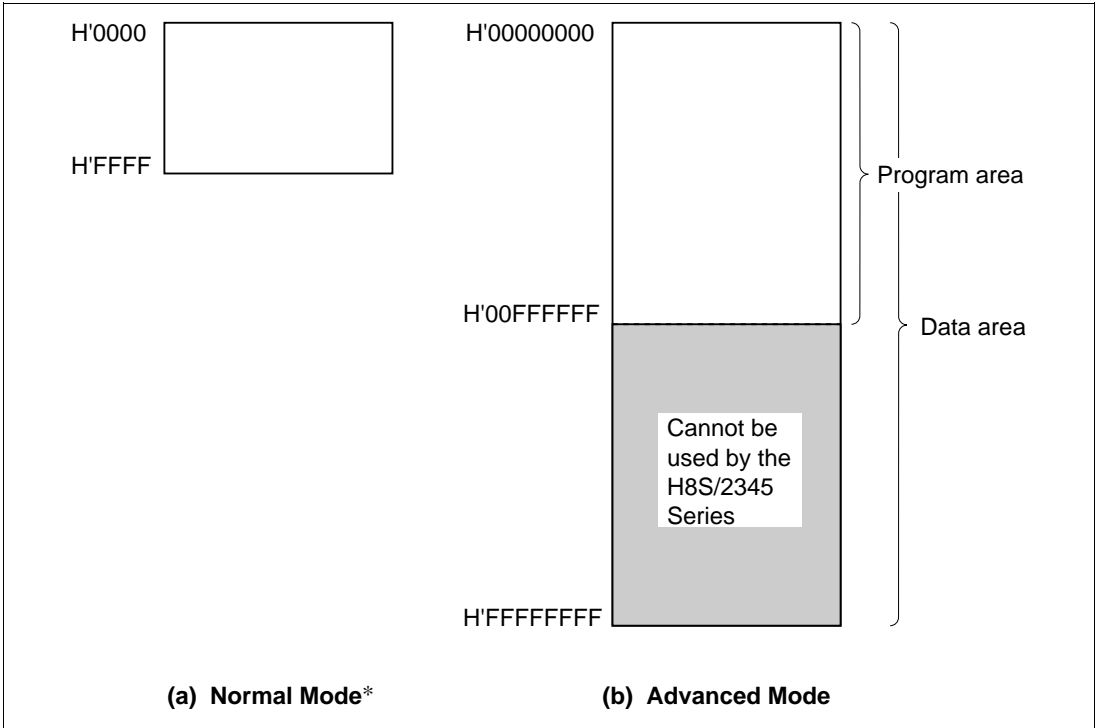 H'0000
H'FFFF
H'00000000
H'00FFFFFF
H'FFFFFFFF
Cannot be
used by the
H8S/2345
Series
Program area
Data area
(a) Normal Mode*
(b) Advanced Mode